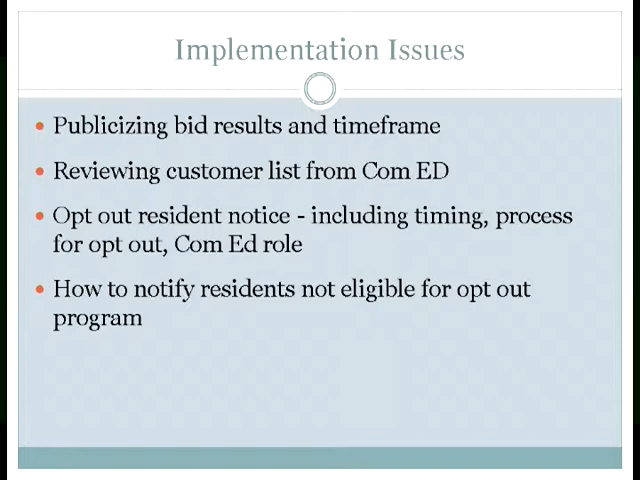 Implementation Issues
• Publicizing bid results and timeframe
• Reviewing customer list from Com ED
• Opt out resident notice - including timing, process
for opt out, Com Ed role
• How to notify residents not eligible for opt out
program